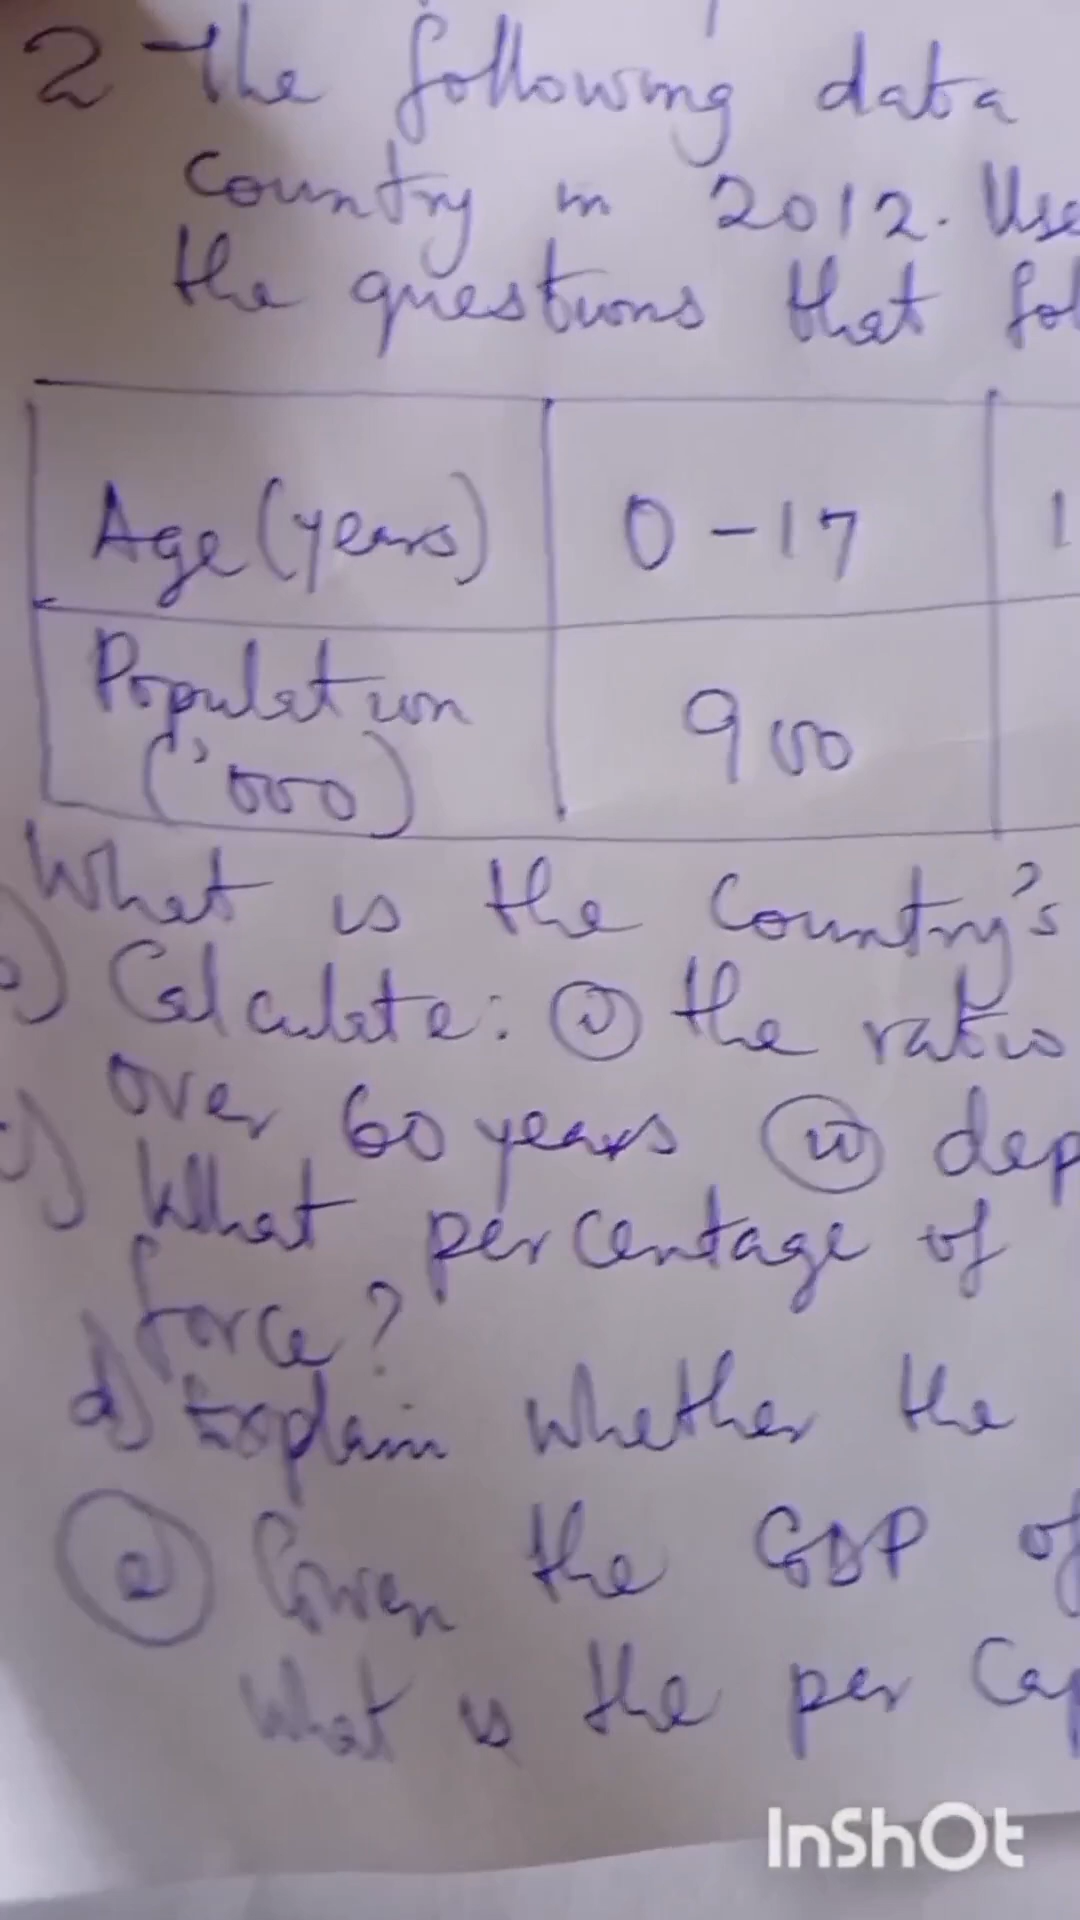 2 The following data
country in 2012. Use
the questions that fol
Age (years) 0 - 17 1
Population ('000) 900
What is the Country's
b) Calculate: (i) the ratio
over 60 years (ii) dep
c) What percentage of
force?
d) Explain whether the
(e) Given the GDP of
What is the per Cap
InShOt